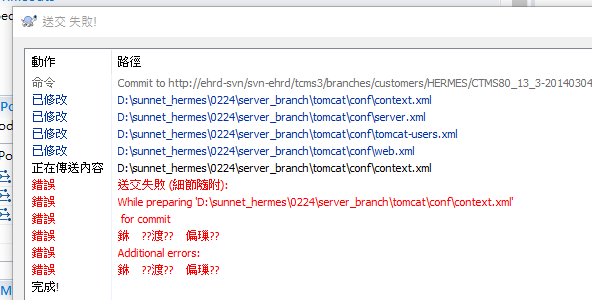 送交 失敗!
動作 路徑
命令 Commit to http://ehrd-svn/svn-ehrd/tcms3/branches/customers/HERMES/CTMS80_13_3-20140304
已修改 D:\sunnet_hermes\0224\server_branch\tomcat\conf\context.xml
已修改 D:\sunnet_hermes\0224\server_branch\tomcat\conf\server.xml
已修改 D:\sunnet_hermes\0224\server_branch\tomcat\conf\tomcat-users.xml
已修改 D:\sunnet_hermes\0224\server_branch\tomcat\conf\web.xml
正在傳送內容 D:\sunnet_hermes\0224\server_branch\tomcat\conf\context.xml
錯誤 送交失敗 (細節隨附):
錯誤 While preparing 'D:\sunnet_hermes\0224\server_branch\tomcat\conf\context.xml'
錯誤 for commit
錯誤 ??渡??
錯誤 Additional errors:
錯誤 ??渡??
完成!